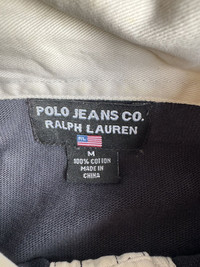 POLO JEANS CO.
RALPH LAUREN
M
100% COTTON
MADE IN
CHINA